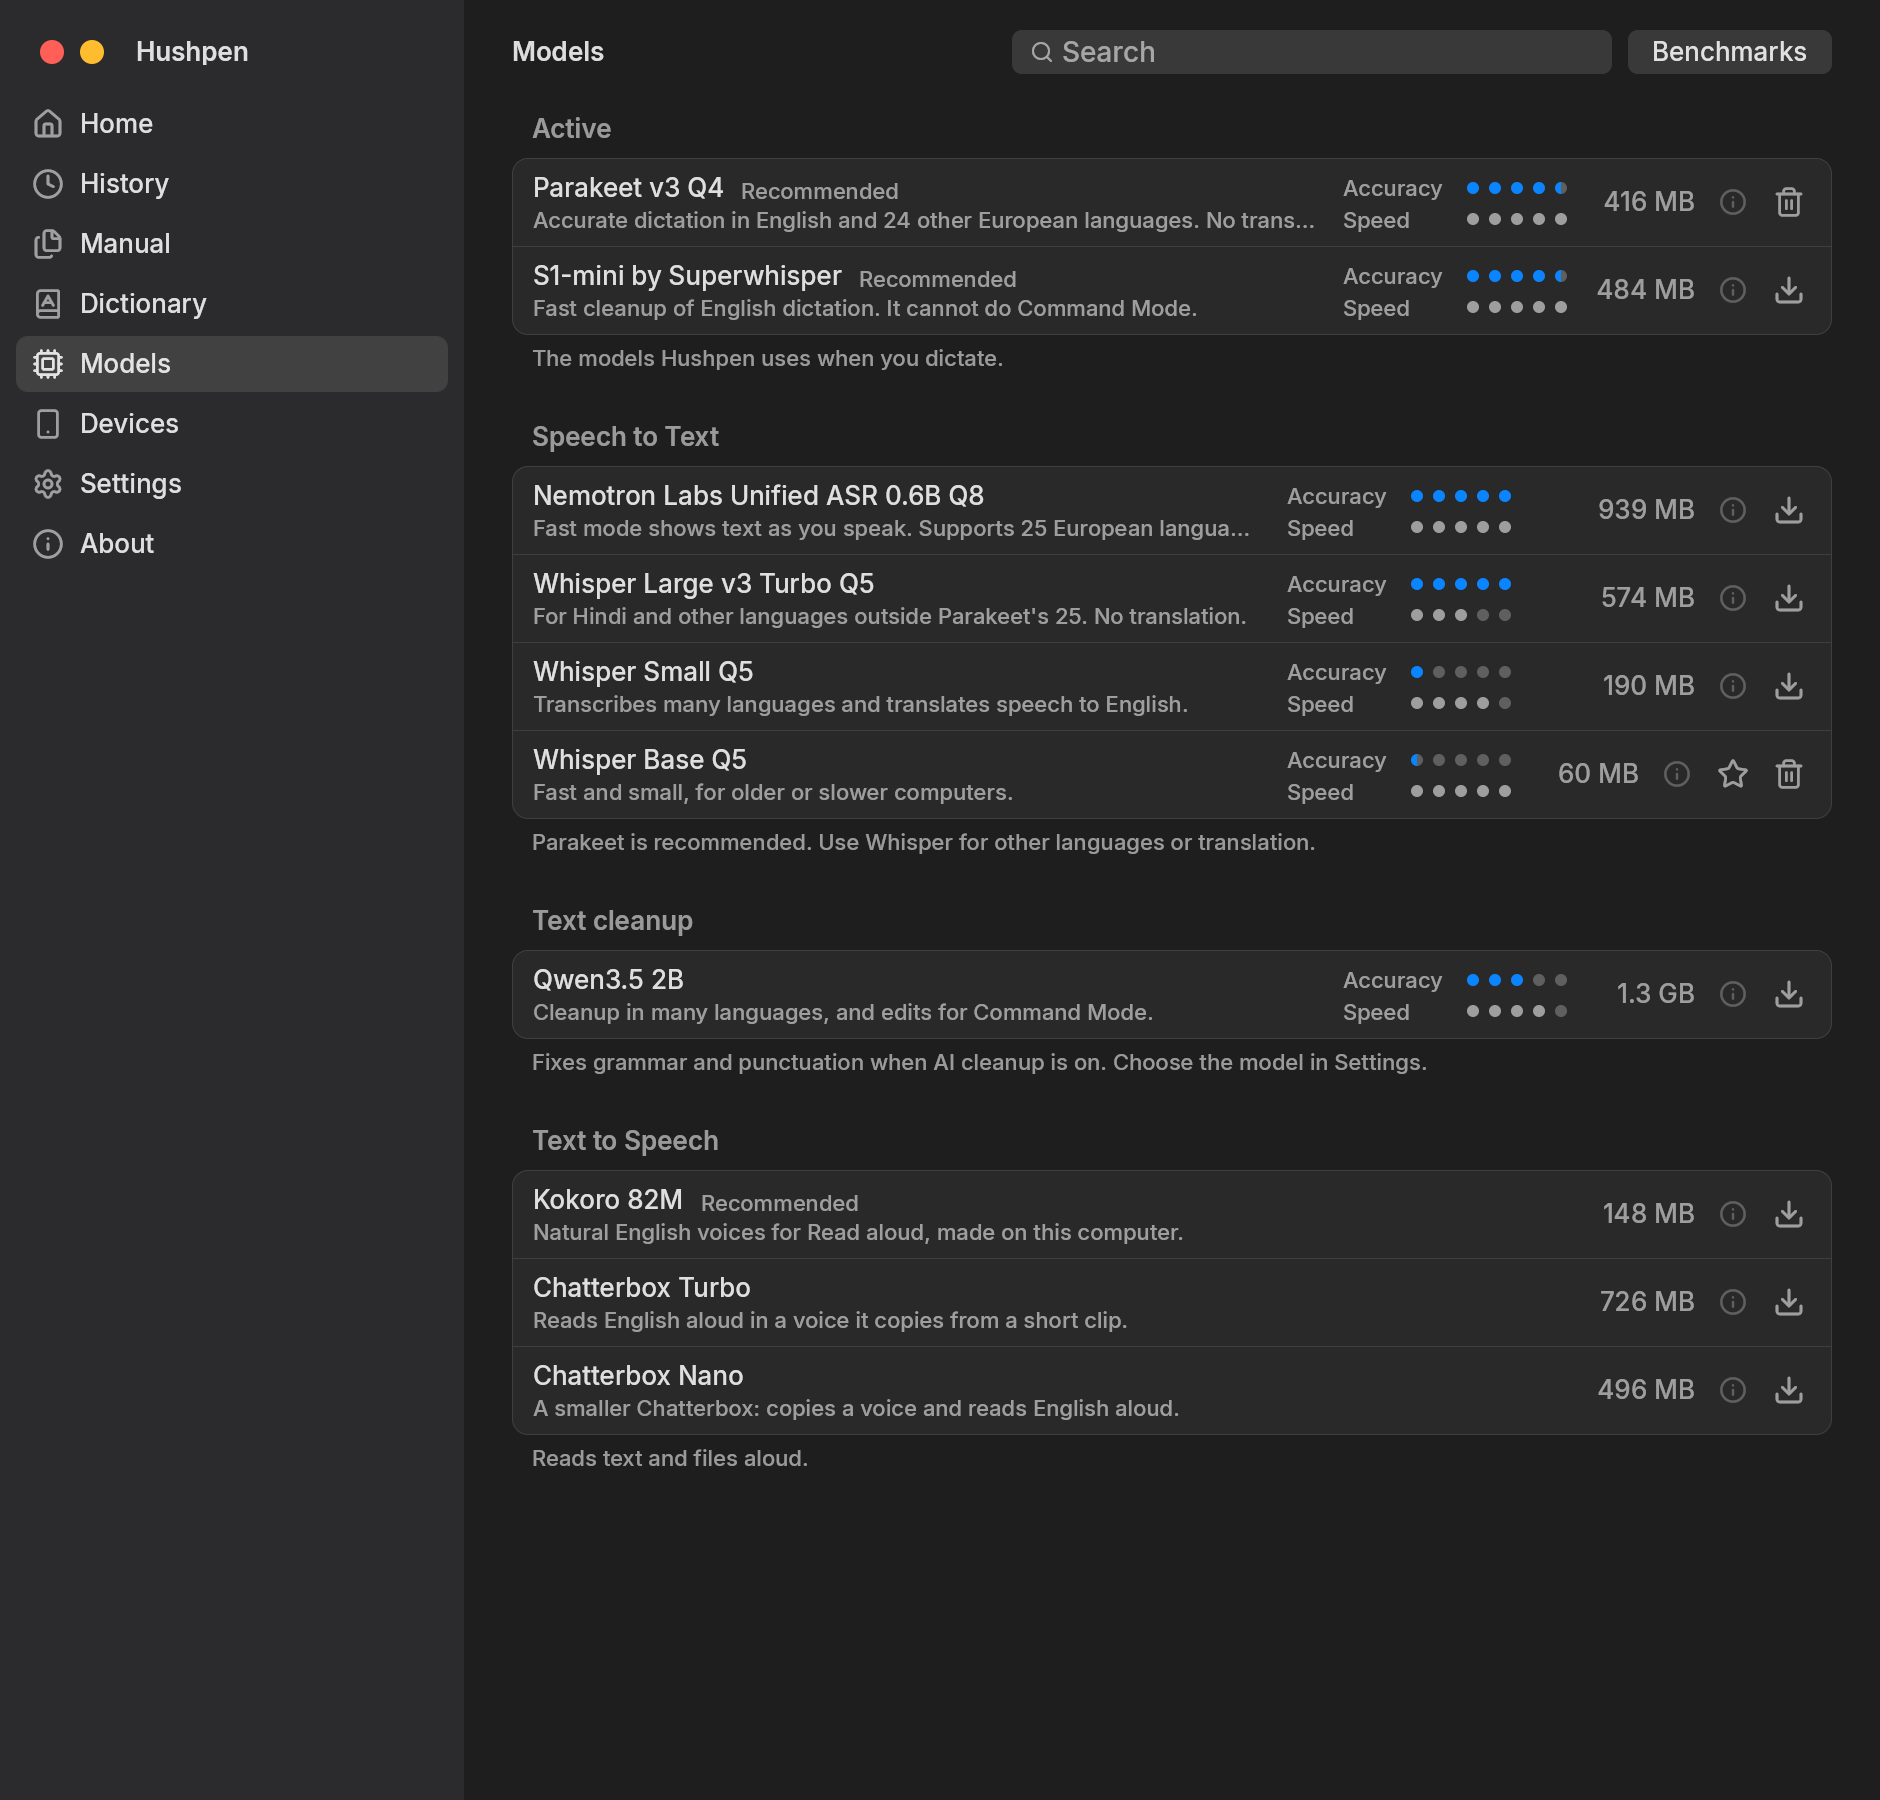 Hushpen
Home
History
Manual
Dictionary
Models
Devices
Settings
About
Models
Search
Benchmarks
Active
Parakeet v3 Q4 Recommended
Accurate dictation in English and 24 other European languages. No trans...
Accuracy
Speed
416 MB
S1-mini by Superwhisper Recommended
Fast cleanup of English dictation. It cannot do Command Mode.
Accuracy
Speed
484 MB
The models Hushpen uses when you dictate.
Speech to Text
Nemotron Labs Unified ASR 0.6B Q8
Fast mode shows text as you speak. Supports 25 European langua...
Accuracy
Speed
939 MB
Whisper Large v3 Turbo Q5
For Hindi and other languages outside Parakeet's 25. No translation.
Accuracy
Speed
574 MB
Whisper Small Q5
Transcribes many languages and translates speech to English.
Accuracy
Speed
190 MB
Whisper Base Q5
Fast and small, for older or slower computers.
Accuracy
Speed
60 MB
Parakeet is recommended. Use Whisper for other languages or translation.
Text cleanup
Qwen3.5 2B
Cleanup in many languages, and edits for Command Mode.
Accuracy
Speed
1.3 GB
Fixes grammar and punctuation when AI cleanup is on. Choose the model in Settings.
Text to Speech
Kokoro 82M Recommended
Natural English voices for Read aloud, made on this computer.
148 MB
Chatterbox Turbo
Reads English aloud in a voice it copies from a short clip.
726 MB
Chatterbox Nano
A smaller Chatterbox: copies a voice and reads English aloud.
496 MB
Reads text and files aloud.